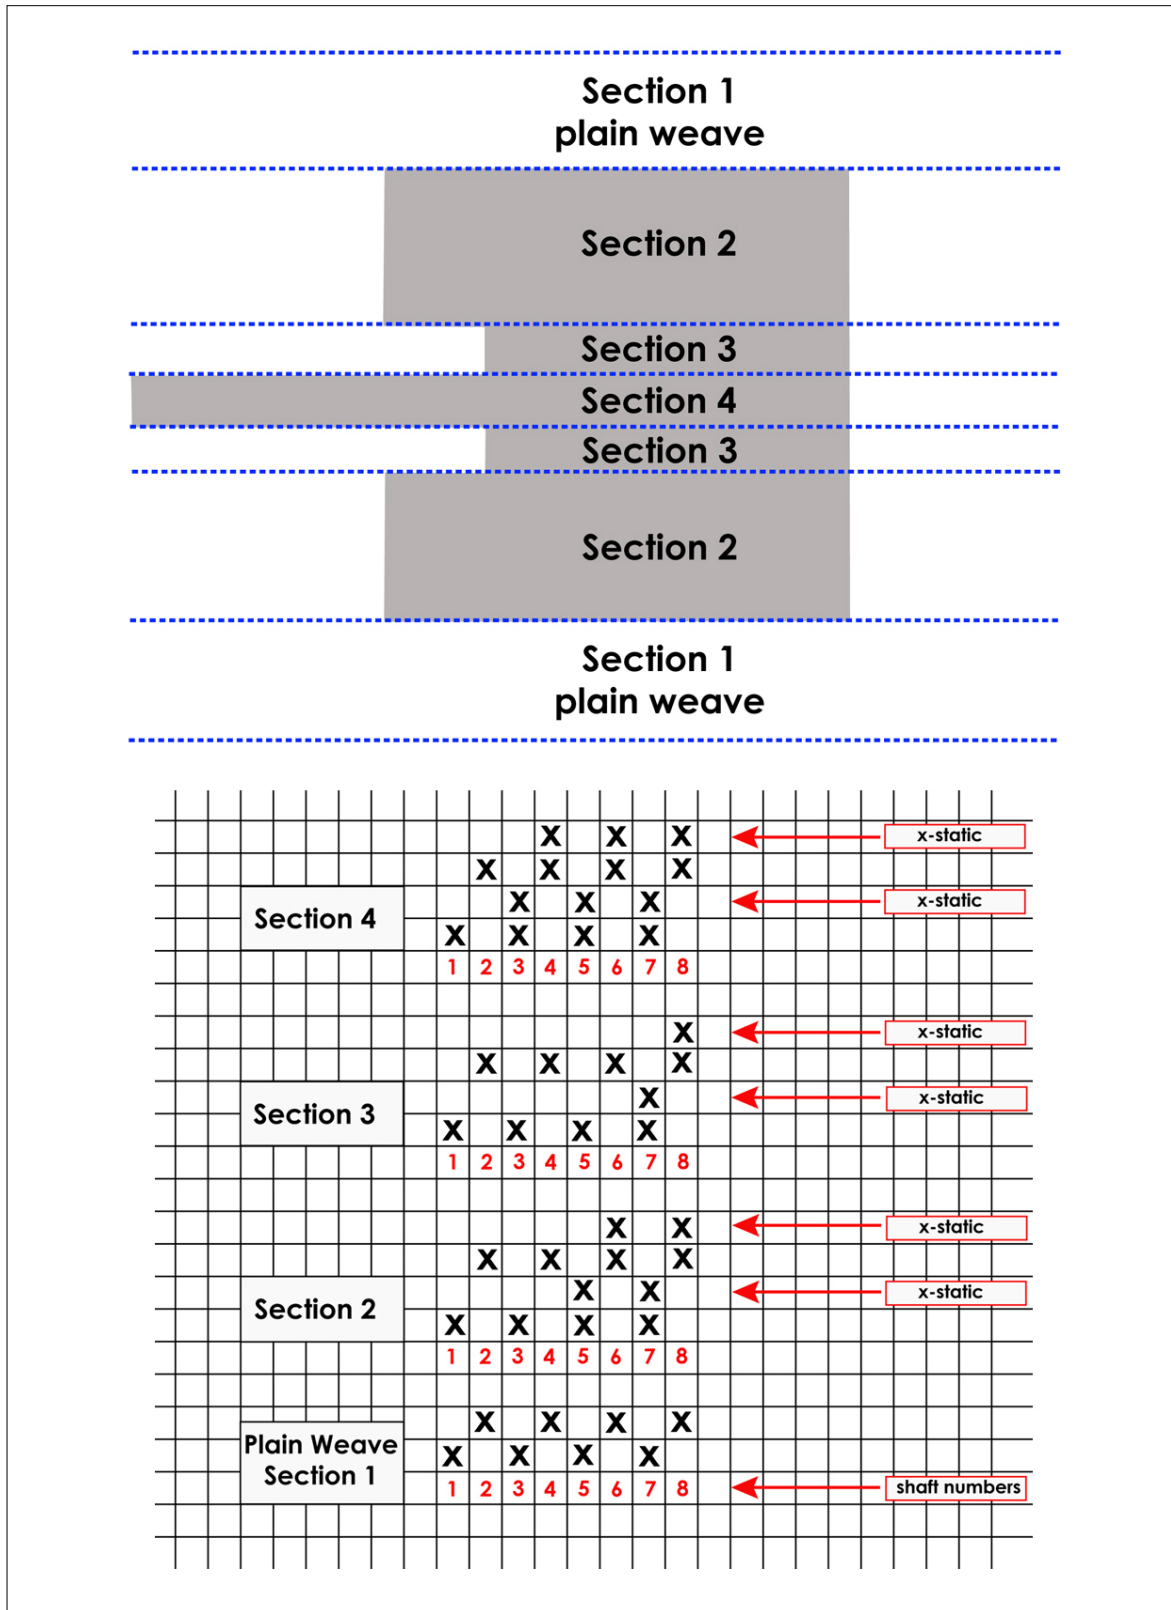 Section 1
plain weave
Section 2
Section 3
Section 4
Section 3
Section 2
Section 1
plain weave
X X X x-static
X X X X
X X X x-static
Section 4
X X X X
1 2 3 4 5 6 7 8
X x-static
X X X X
X x-static
Section 3
X X X X
1 2 3 4 5 6 7 8
X X x-static
X X X X
X X x-static
Section 2
X X X X
1 2 3 4 5 6 7 8
X X X X
Plain Weave
Section 1
X X X X
1 2 3 4 5 6 7 8 shaft numbers